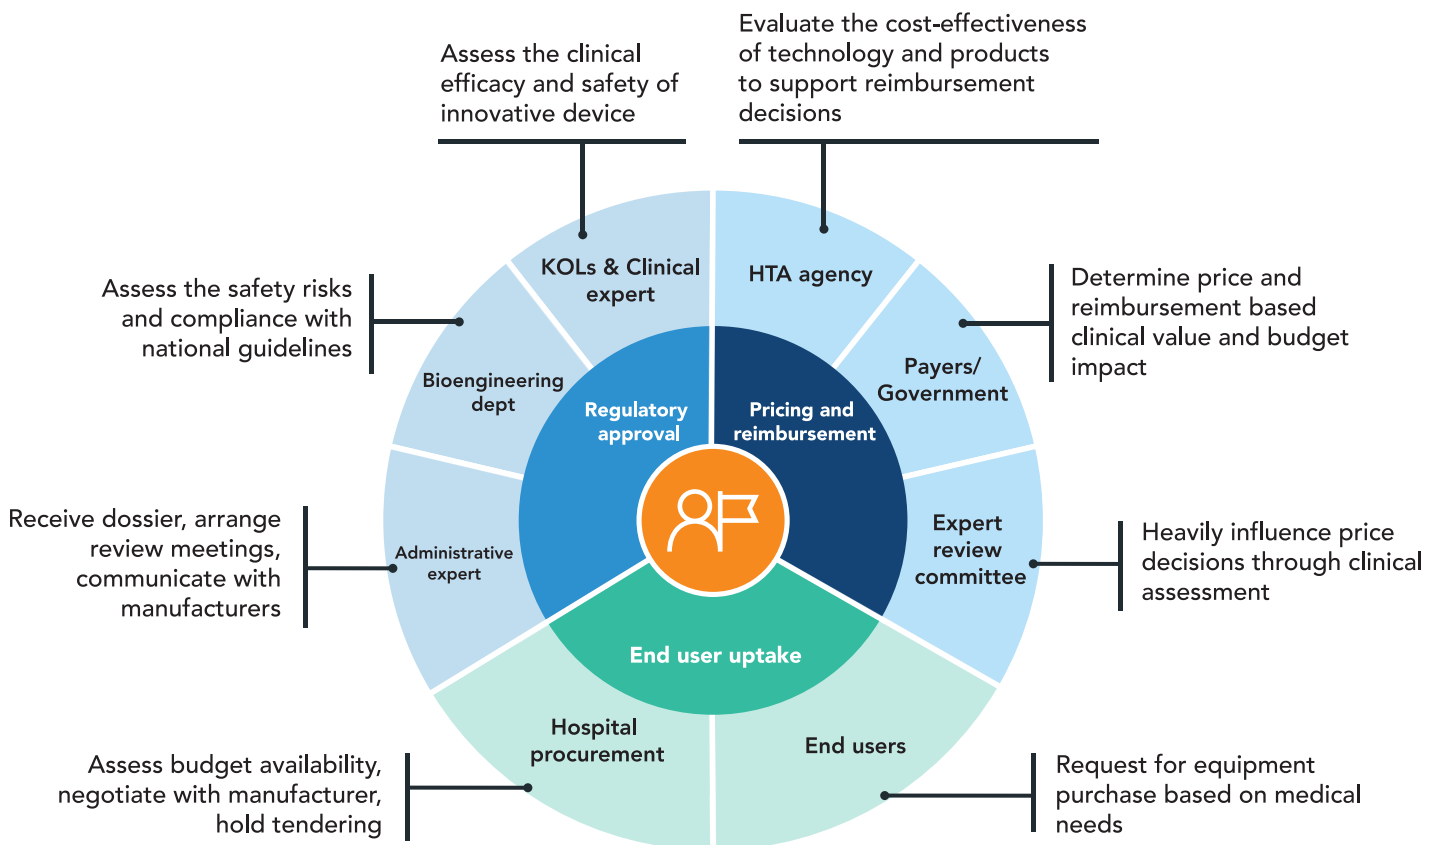 Assess the clinical
efficacy and safety of
innovative device
Evaluate the cost-effectiveness
of technology and products
to support reimbursement
decisions
KOLs & Clinical
expert
HTA agency
Assess the safety risks
and compliance with
national guidelines
Determine price and
reimbursement based
clinical value and budget
impact
Bioengineering
dept
Payers/
Government
Regulatory
approval
Pricing and
reimbursement
Receive dossier, arrange
review meetings,
communicate with
manufacturers
Administrative
expert
Expert
review
committee
Heavily influence price
decisions through clinical
assessment
End user uptake
Hospital
procurement
End users
Assess budget availability,
negotiate with manufacturer,
hold tendering
Request for equipment
purchase based on medical
needs